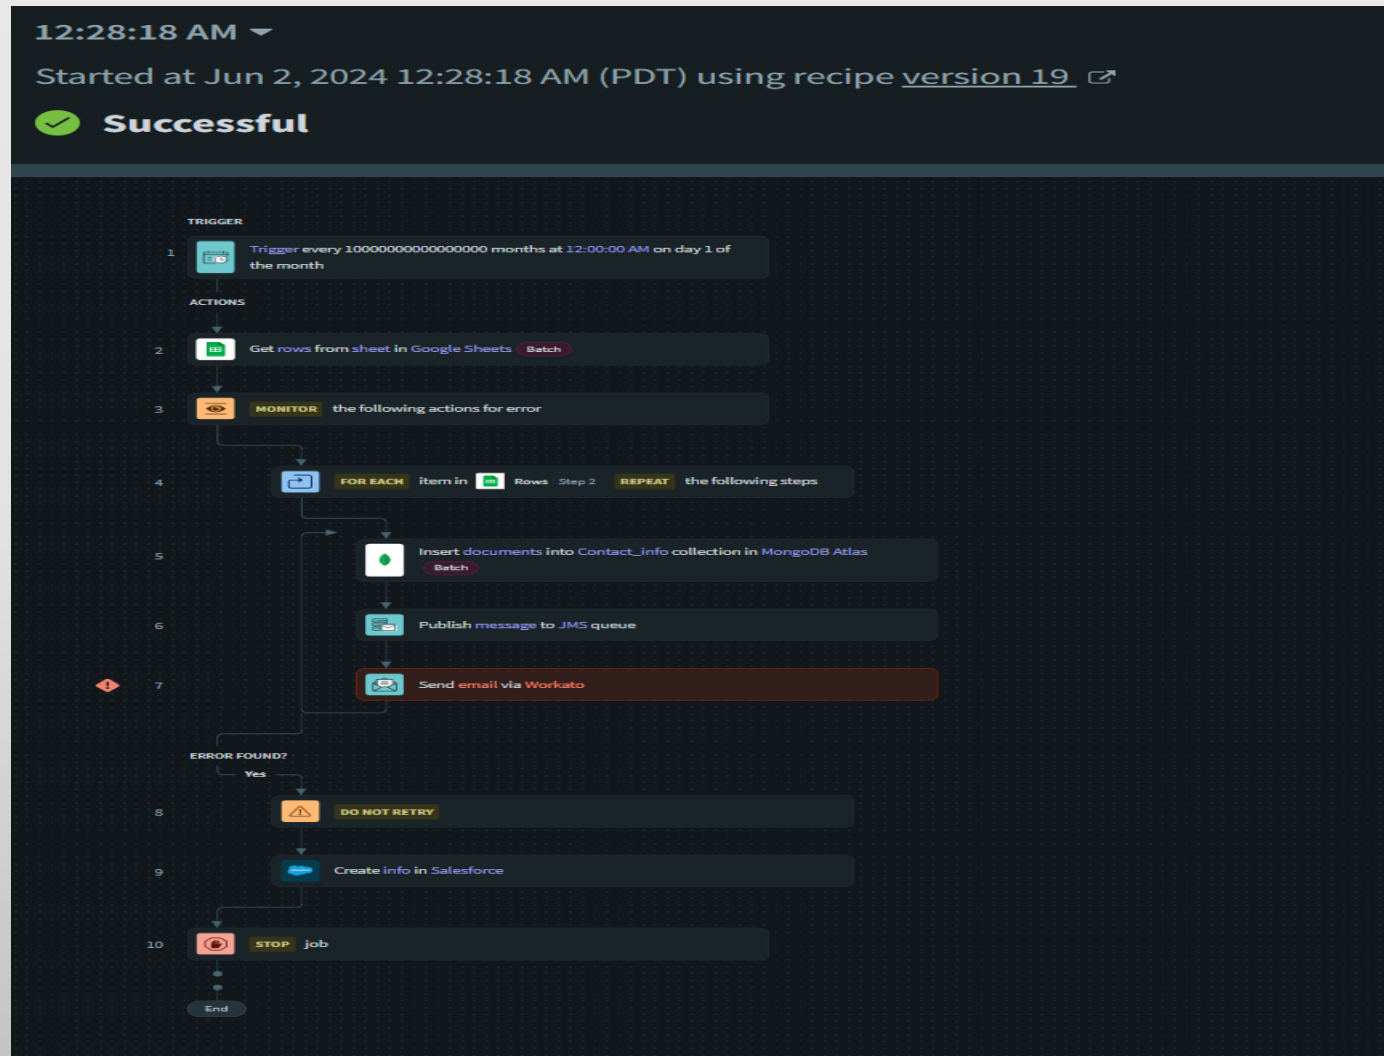 12:28:18 AM
Started at Jun 2, 2024 12:28:18 AM (PDT) using recipe version 19
Successful
TRIGGER
1 Trigger every 10000000000000000 months at 12:00:00 AM on day 1 of
the month
ACTIONS
2 Get rows from sheet in Google Sheets Batch
3 MONITOR the following actions for error
4 FOR EACH item in Rows Step 2 REPEAT the following steps
5 Insert documents into Contact_info collection in MongoDB Atlas
Batch
6 Publish message to JMS queue
7 Send email via Workato
ERROR FOUND?
Yes
8 DO NOT RETRY
9 Create info in Salesforce
10 STOP job
End